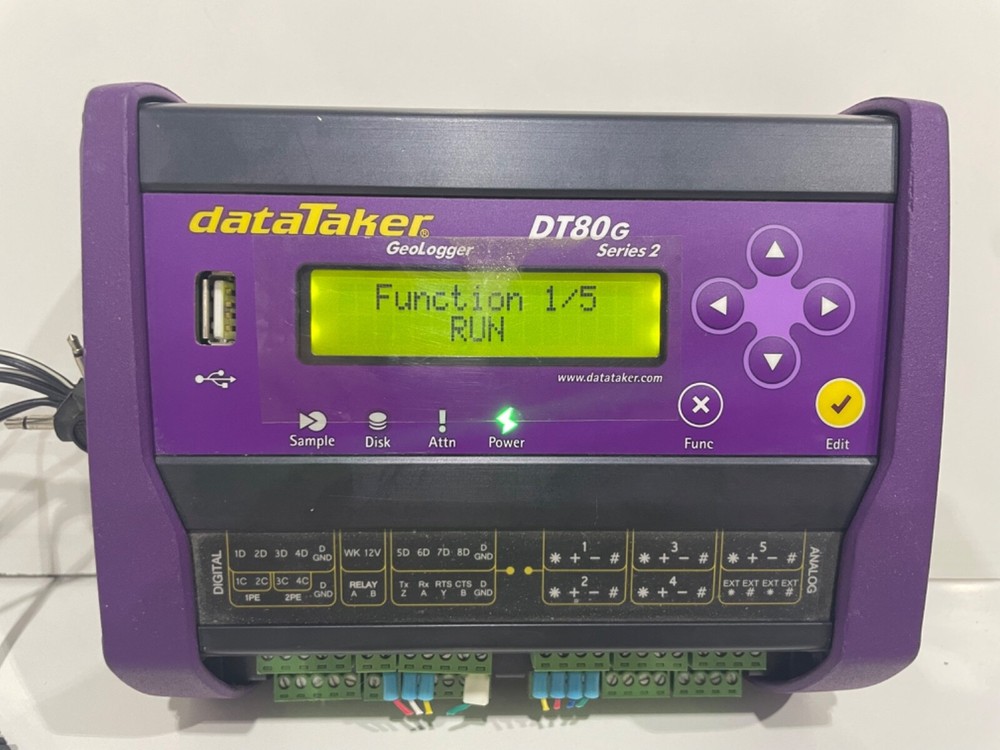 dataTaker®
GeoLogger
DT80G
Series 2
Function 1/5
RUN
www.datataker.com
Sample
Disk
!
Attn
Power
Func
Edit
DIGITAL
1D 2D 3D 4D D GND
1C 2C 3C 4C D GND
1PE 2PE
WK 12V
RELAY
A B
5D 6D 7D 8D D GND
Tx Rx RTS CTS D
Z A Y B GND
1
* + - #
2
* + - #
3
* + - #
4
* + - #
5
* + - #
EXT EXT EXT EXT
* # * #
ANALOG